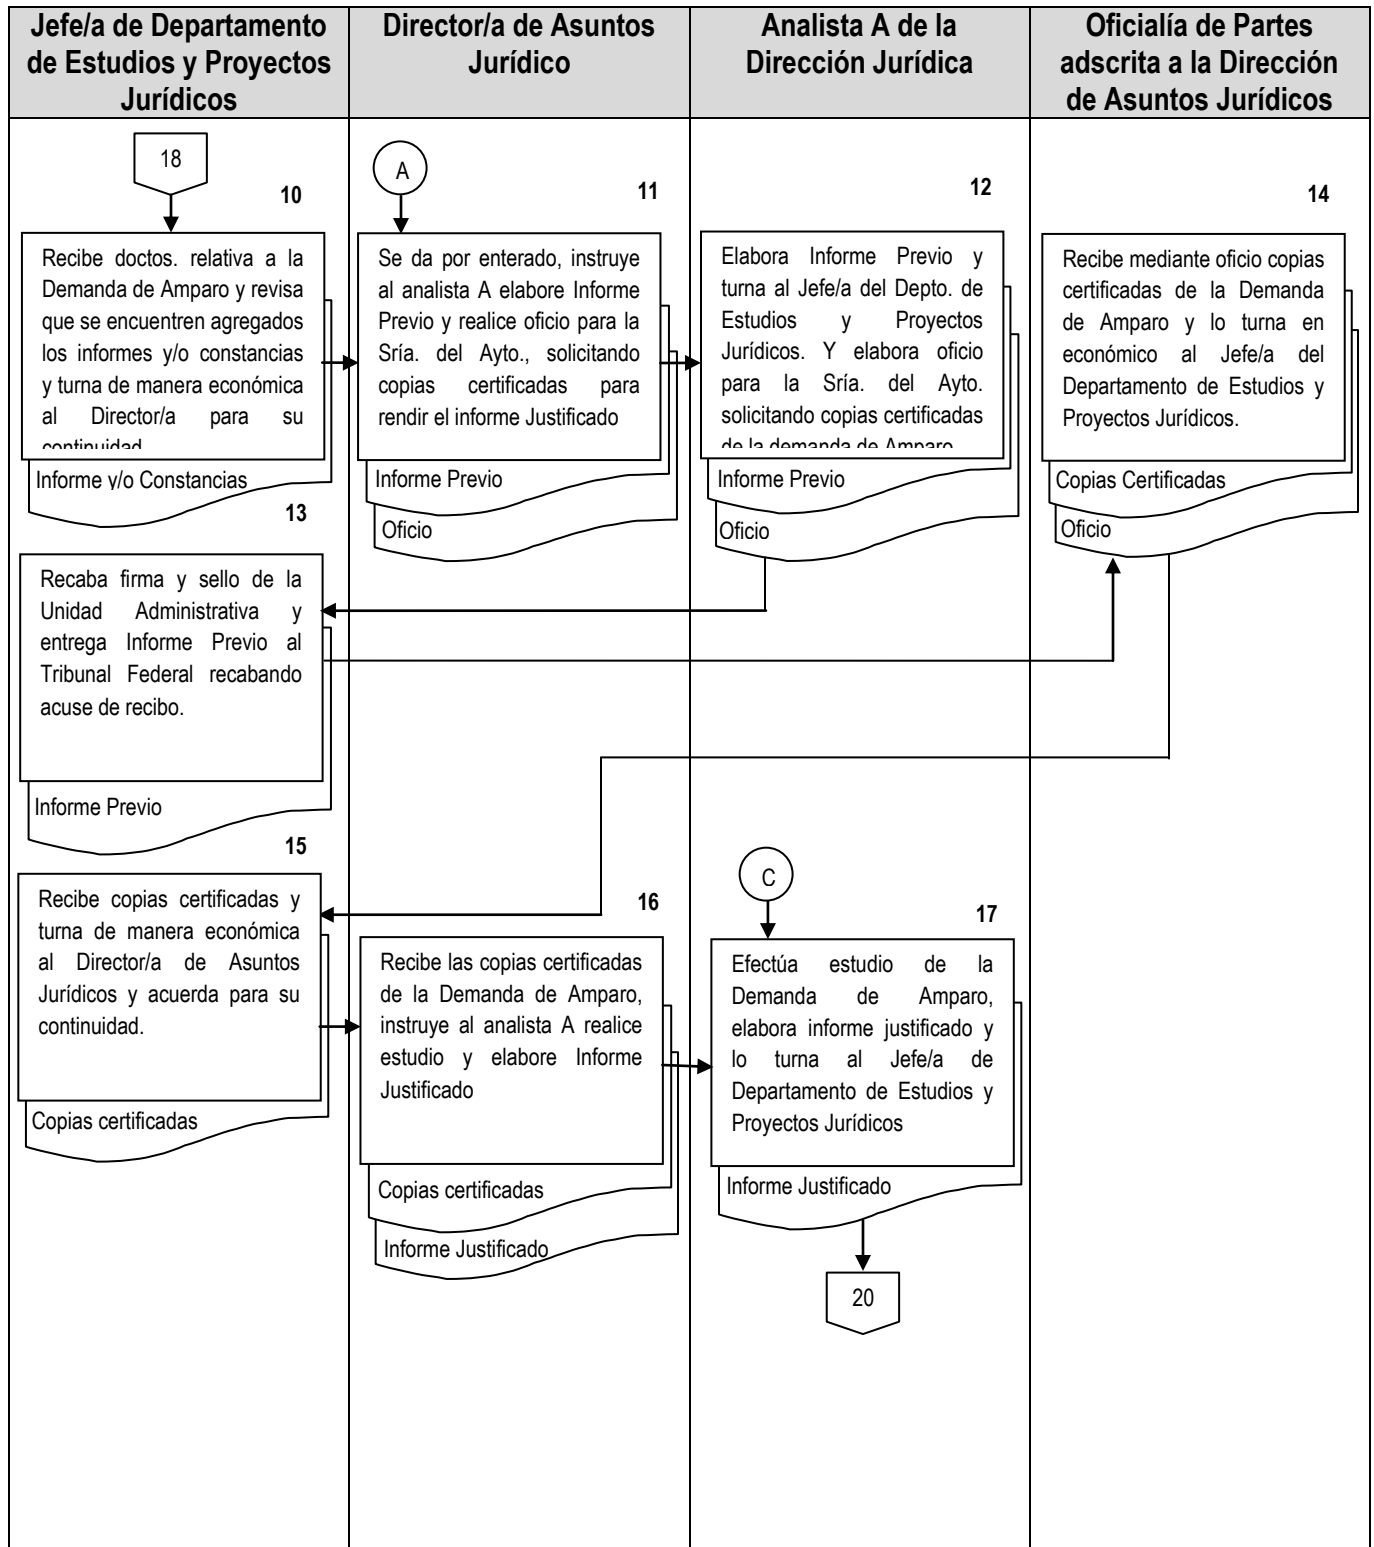 Jefe/a de Departamento
de Estudios y Proyectos
Jurídicos
Director/a de Asuntos
Jurídico
Analista A de la
Dirección Jurídica
Oficialía de Partes
adscrita a la Dirección
de Asuntos Jurídicos
18
10
Recibe doctos. relativa a la
Demanda de Amparo y revisa
que se encuentren agregados
los informes y/o constancias
y turna de manera económica
al Director/a para su
continuidad
Informe y/o Constancias
A
11
Se da por enterado, instruye
al analista A elabore Informe
Previo y realice oficio para la
Sría. del Ayto., solicitando
copias certificadas para
rendir el informe Justificado
Informe Previo
Oficio
12
Elabora Informe Previo y
turna al Jefe/a del Depto. de
Estudios y Proyectos
Jurídicos. Y elabora oficio
para la Sría. del Ayto.
solicitando copias certificadas
de la demanda de Amparo
Informe Previo
Oficio
14
Recibe mediante oficio copias
certificadas de la Demanda
de Amparo y lo turna en
económico al Jefe/a del
Departamento de Estudios y
Proyectos Jurídicos.
Copias Certificadas
Oficio
13
Recaba firma y sello de la
Unidad Administrativa y
entrega Informe Previo al
Tribunal Federal recabando
acuse de recibo.
Informe Previo
15
Recibe copias certificadas y
turna de manera económica
al Director/a de Asuntos
Jurídicos y acuerda para su
continuidad.
Copias certificadas
16
Recibe las copias certificadas
de la Demanda de Amparo,
instruye al analista A realice
estudio y elabore Informe
Justificado
Copias certificadas
Informe Justificado
C
17
Efectúa estudio de la
Demanda de Amparo,
elabora informe justificado y
lo turna al Jefe/a de
Departamento de Estudios y
Proyectos Jurídicos
Informe Justificado
20